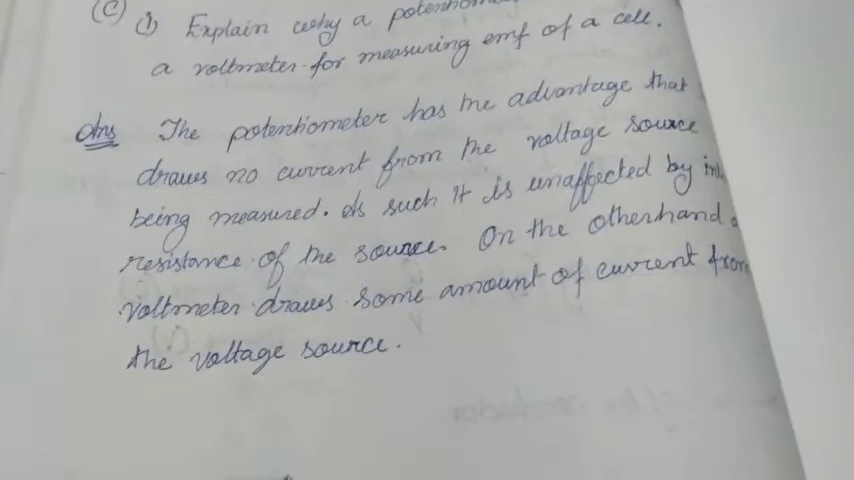 (C) (i) Explain why a
a voltmeter for measuring emf of a cell.
Ans The potentiometer has the advantage that
draws no current from the voltage source
being measured. As such it is unaffected by
resistance of the source. On the otherhand
voltmeter draws some amount of current from
the voltage source.